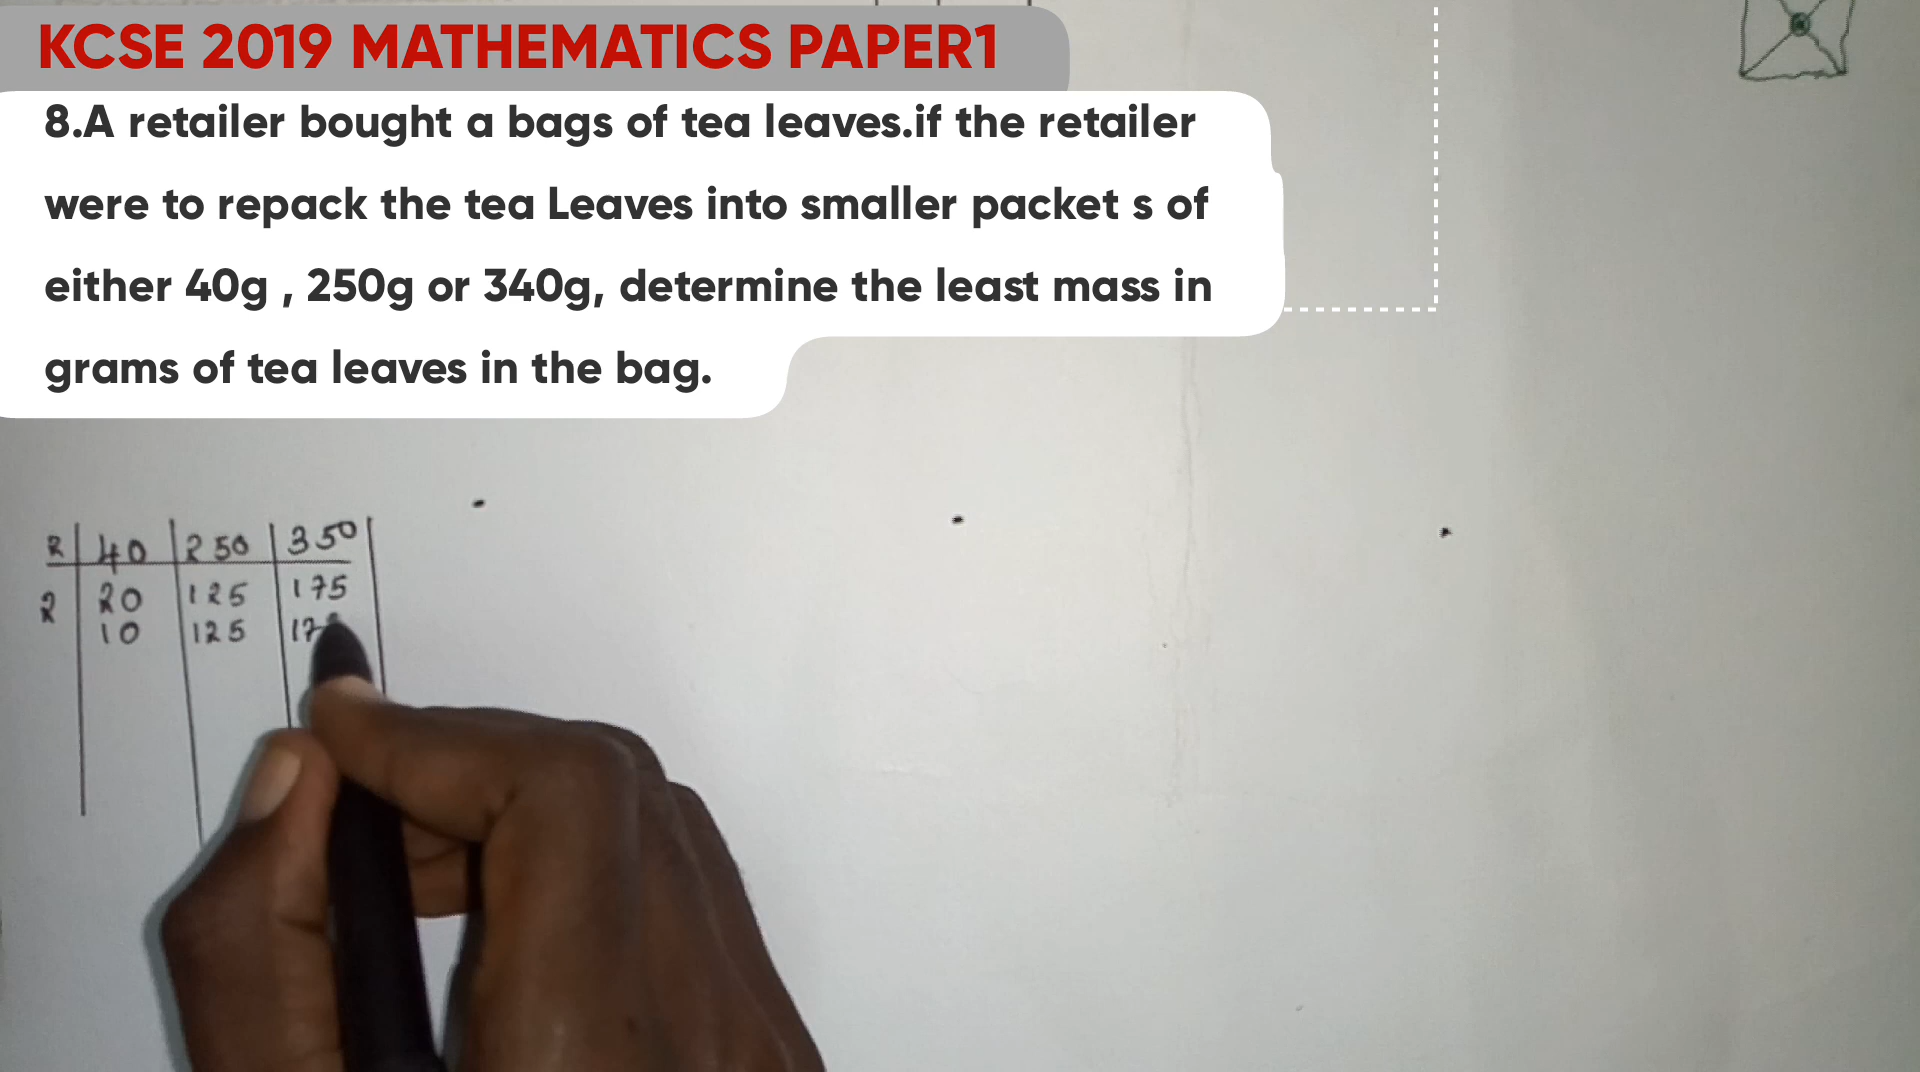 KCSE 2019 MATHEMATICS PAPER1
8.A retailer bought a bags of tea leaves.if the retailer
were to repack the tea Leaves into smaller packet s of
either 40g , 250g or 340g, determine the least mass in
grams of tea leaves in the bag.
2 40 250 350
2 20 125 175
10 125